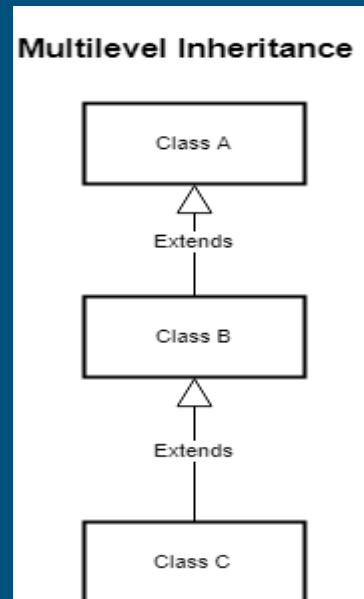 Multilevel Inheritance
Class A
Extends
Class B
Extends
Class C